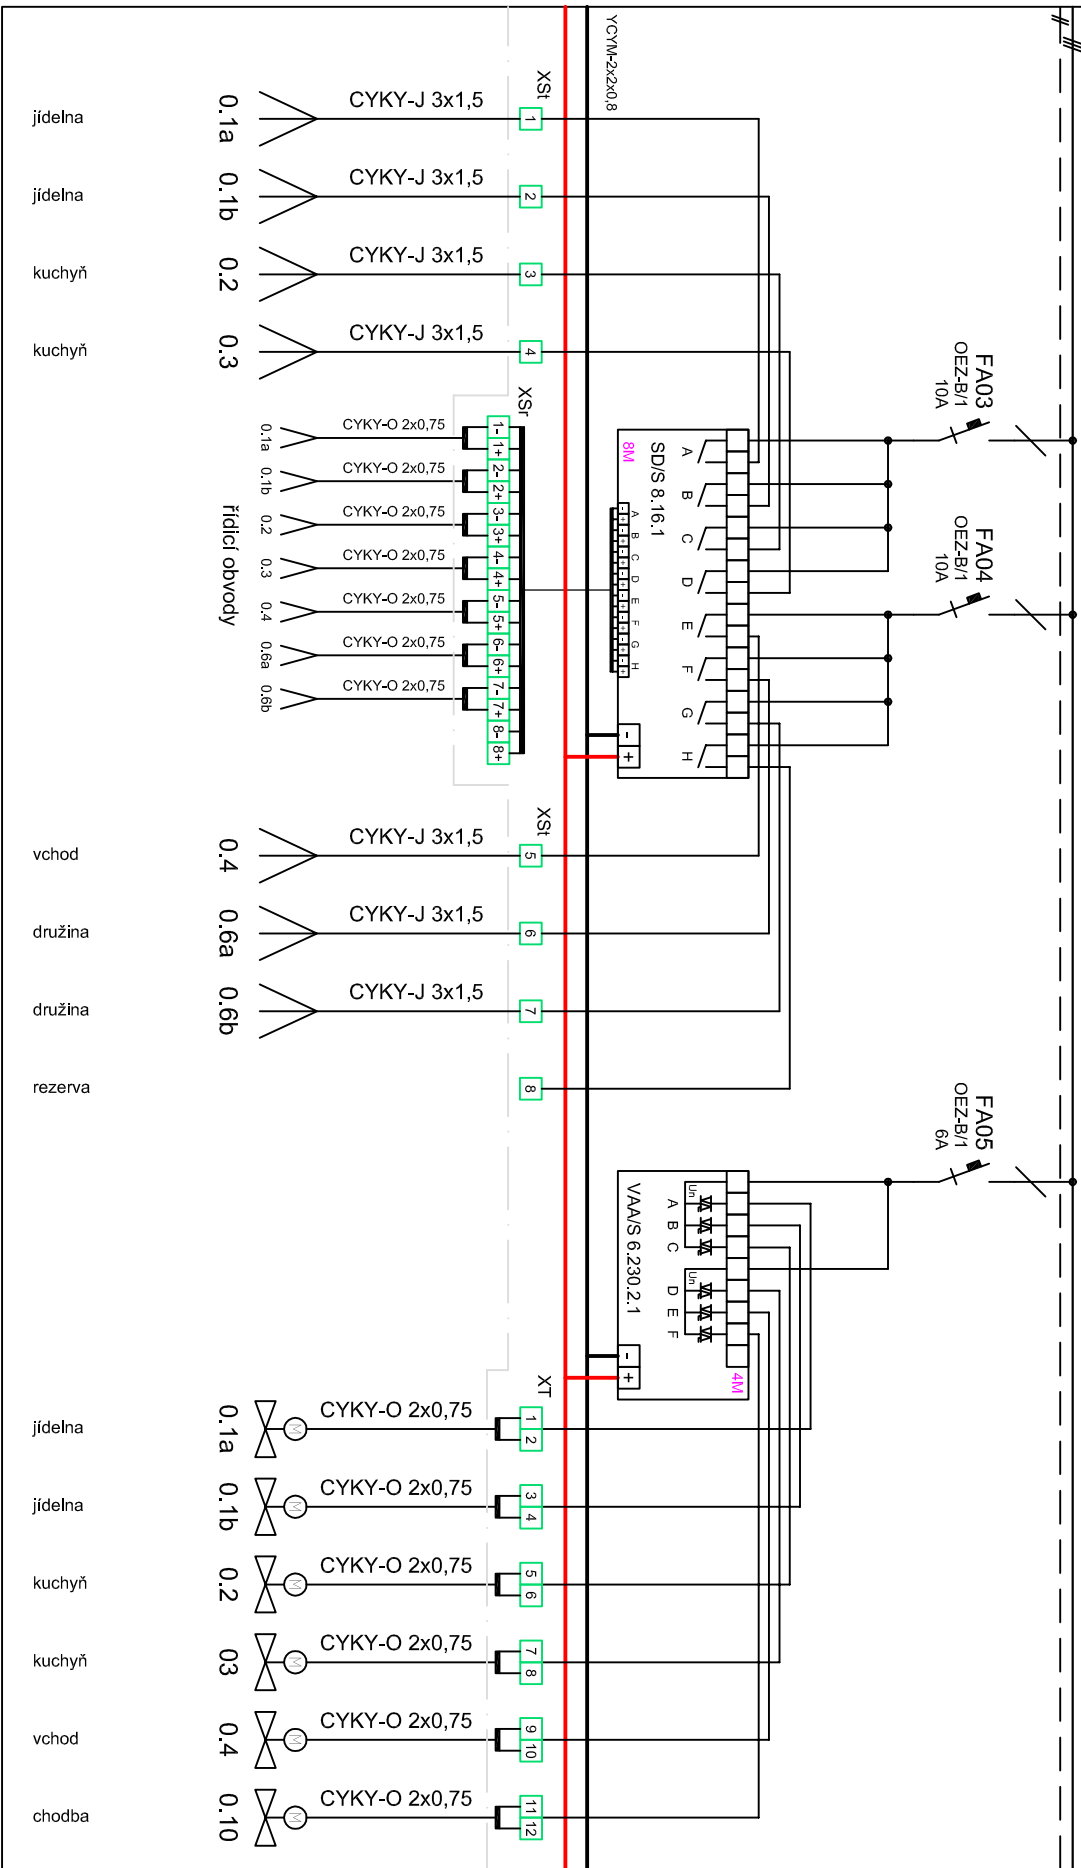 YCYM-2x2x0,8
XSt
jídelna
0.1a
CYKY-J 3x1,5
1
jídelna
0.1b
CYKY-J 3x1,5
2
kuchyň
0.2
CYKY-J 3x1,5
3
kuchyň
0.3
CYKY-J 3x1,5
4
FA03
OEZ-B/1
10A
FA04
OEZ-B/1
10A
XSr
řídicí obvody
0.1a
CYKY-O 2x0,75
1-
1+
0.1b
CYKY-O 2x0,75
2-
2+
0.2
CYKY-O 2x0,75
3-
3+
0.3
CYKY-O 2x0,75
4-
4+
0.4
CYKY-O 2x0,75
5-
5+
0.6a
CYKY-O 2x0,75
6-
6+
0.6b
CYKY-O 2x0,75
7-
7+
8-
8+
8M
SD/S 8.16.1
A B C D E F G H
A B C D E F G H
- + - + - + - + - + - + - + - +
- +
XSt
vchod
0.4
CYKY-J 3x1,5
5
družina
0.6a
CYKY-J 3x1,5
6
družina
0.6b
CYKY-J 3x1,5
7
rezerva
8
FA05
OEZ-B/1
6A
VAA/S 6.230.2.1
Un
A B C
Un
D E F
- +
4M
XT
jídelna
0.1a
M
CYKY-O 2x0,75
1
2
jídelna
0.1b
M
CYKY-O 2x0,75
3
4
kuchyň
0.2
M
CYKY-O 2x0,75
5
6
kuchyň
03
M
CYKY-O 2x0,75
7
8
vchod
0.4
M
CYKY-O 2x0,75
9
10
chodba
0.10
M
CYKY-O 2x0,75
11
12